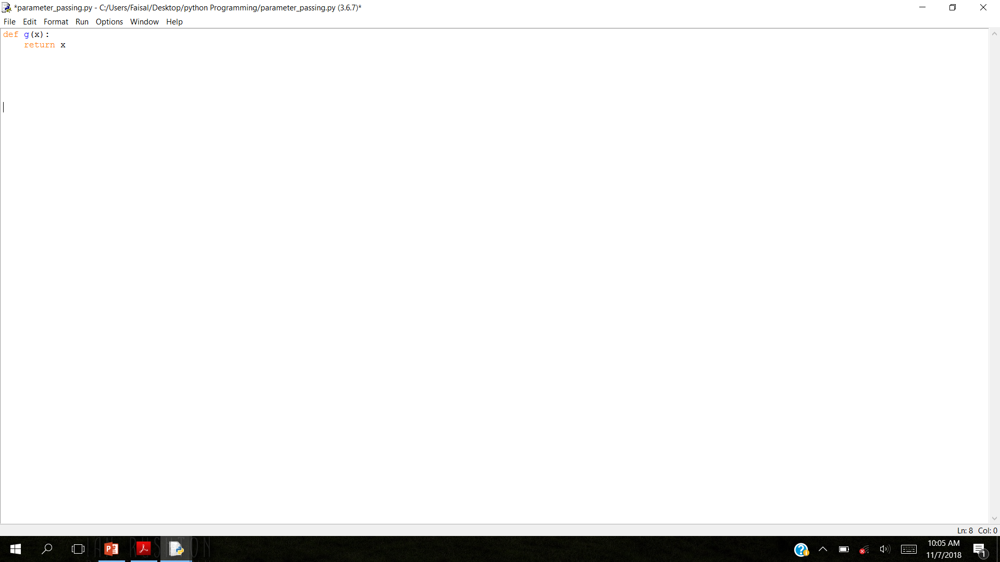 *parameter_passing.py - C:/Users/Faisal/Desktop/python Programming/parameter_passing.py (3.6.7)*
File Edit Format Run Options Window Help
def g(x):
    return x
Ln: 8 Col: 0
10:05 AM
11/7/2018
1